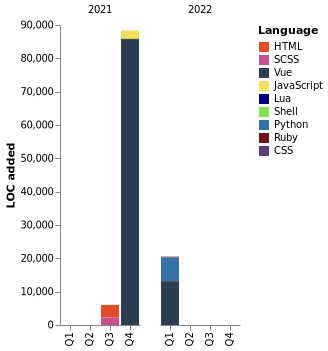 2021
2022
Language
HTML
SCSS
Vue
JavaScript
Lua
Shell
Python
Ruby
CSS
LOC added
90,000
80,000
70,000
60,000
50,000
40,000
30,000
20,000
10,000
0
Q1
Q2
Q3
Q4
Q1
Q2
Q3
Q4